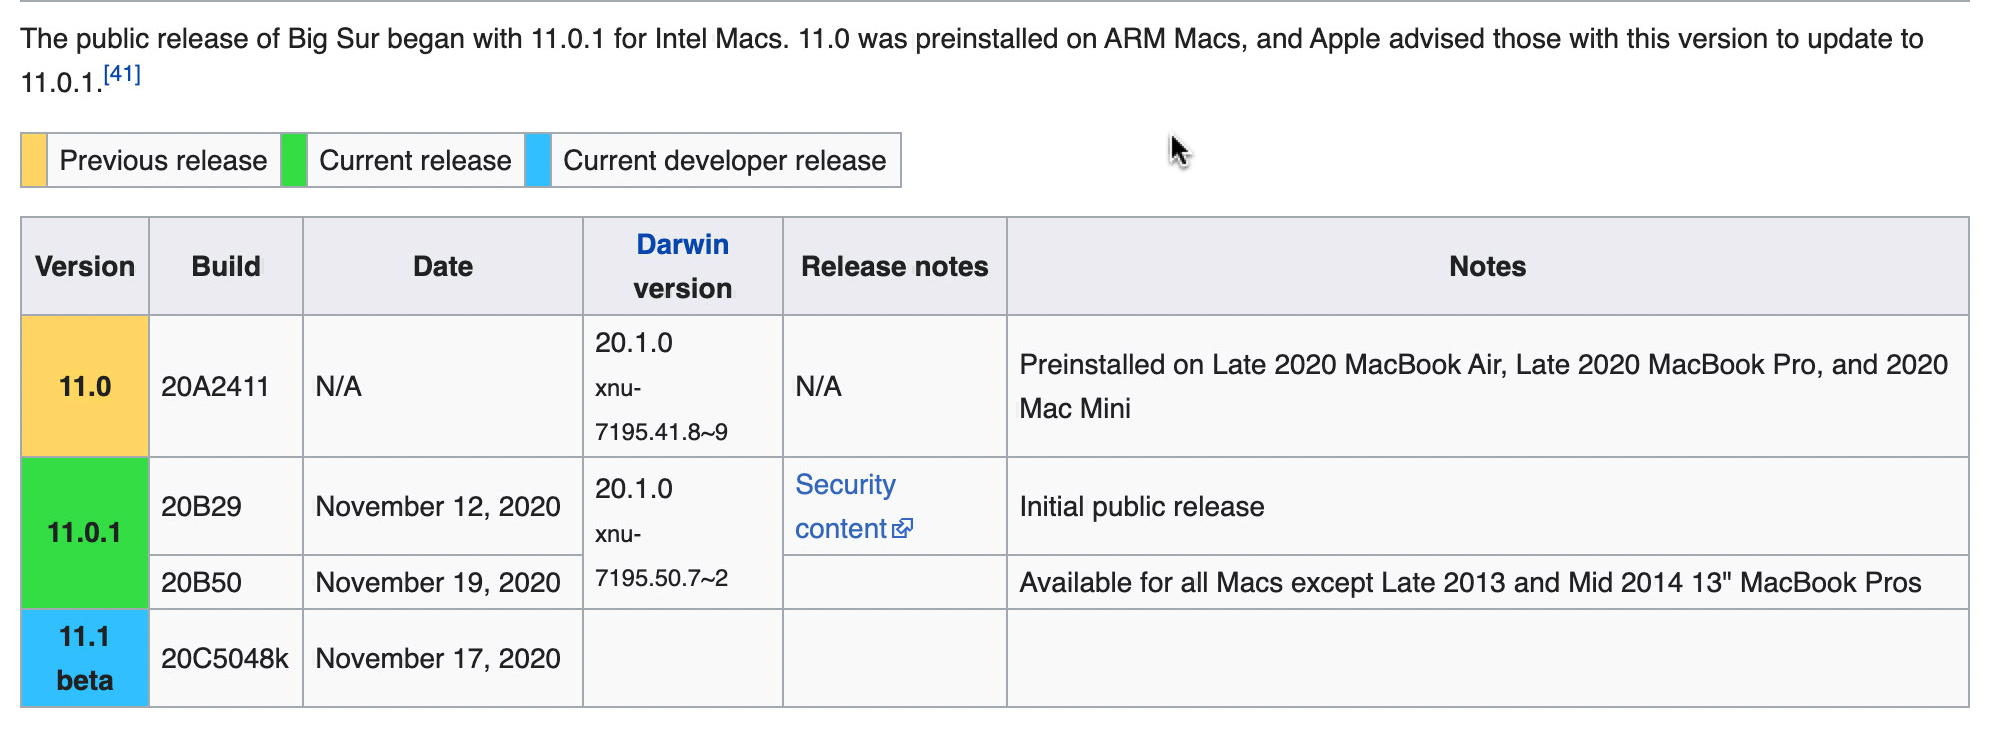 The public release of Big Sur began with 11.0.1 for Intel Macs. 11.0 was preinstalled on ARM Macs, and Apple advised those with this version to update to
11.0.1.[41]
Previous release Current release Current developer release
Version Build Date Darwin version Release notes Notes
11.0 20A2411 N/A 20.1.0 xnu-7195.41.8~9 N/A Preinstalled on Late 2020 MacBook Air, Late 2020 MacBook Pro, and 2020 Mac Mini
11.0.1 20B29 November 12, 2020 20.1.0 xnu-7195.50.7~2 Security content Initial public release
20B50 November 19, 2020 Available for all Macs except Late 2013 and Mid 2014 13" MacBook Pros
11.1 beta 20C5048k November 17, 2020